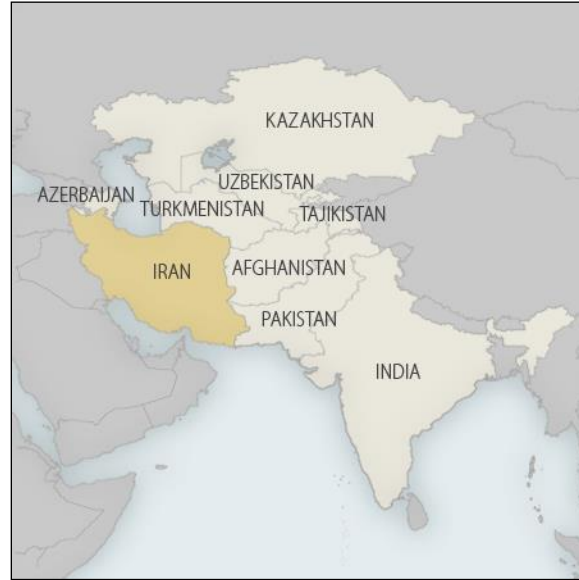 KAZAKHSTAN
UZBEKISTAN
AZERBAIJAN
TURKMENISTAN
TAJIKISTAN
IRAN
AFGHANISTAN
PAKISTAN
INDIA